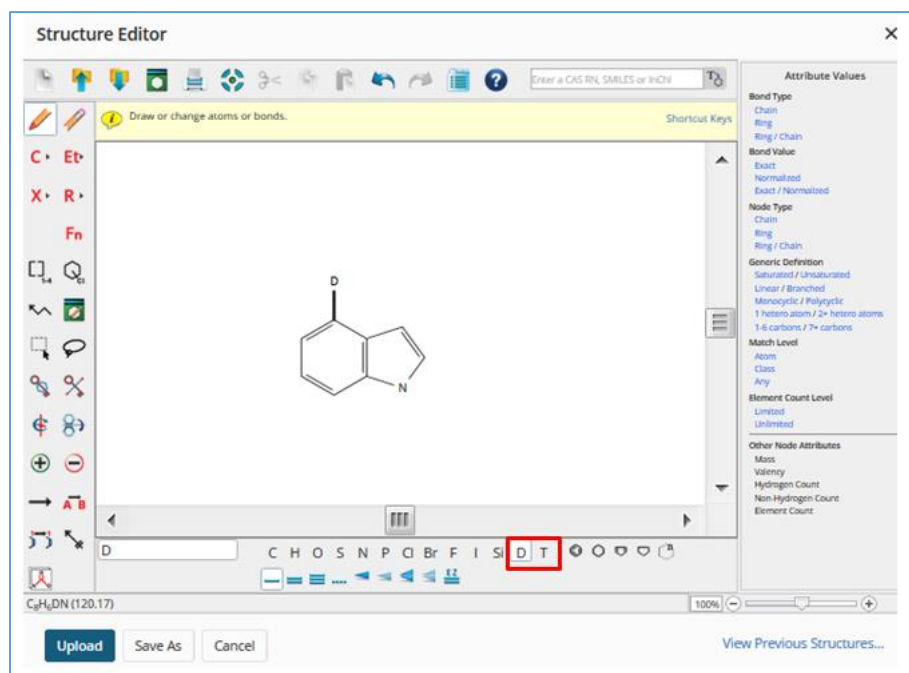 Structure Editor
Enter a CAS RN, SMILES or InChI
Attribute Values
Draw or change atoms or bonds.
Shortcut Keys
Bond Type
Chain
Ring
Ring / Chain
Bond Value
Exact
Normalized
Exact / Normalized
Node Type
Chain
Ring
Ring / Chain
Generic Definition
Saturated / Unsaturated
Linear / Branched
Monocyclic / Polycyclic
1 hetero atom / 2+ hetero atoms
1-6 carbons / 7+ carbons
Match Level
Atom
Class
Any
Element Count Level
Limited
Unlimited
Other Node Attributes
Mass
Valency
Hydrogen Count
Non-Hydrogen Count
Element Count
C Et
X R
Fn
1-4
A B
D
N
D
C H O S N P Cl Br F I Si D T
EZ
C₈H₆DN (120.17)
100%
Upload
Save As
Cancel
View Previous Structures...